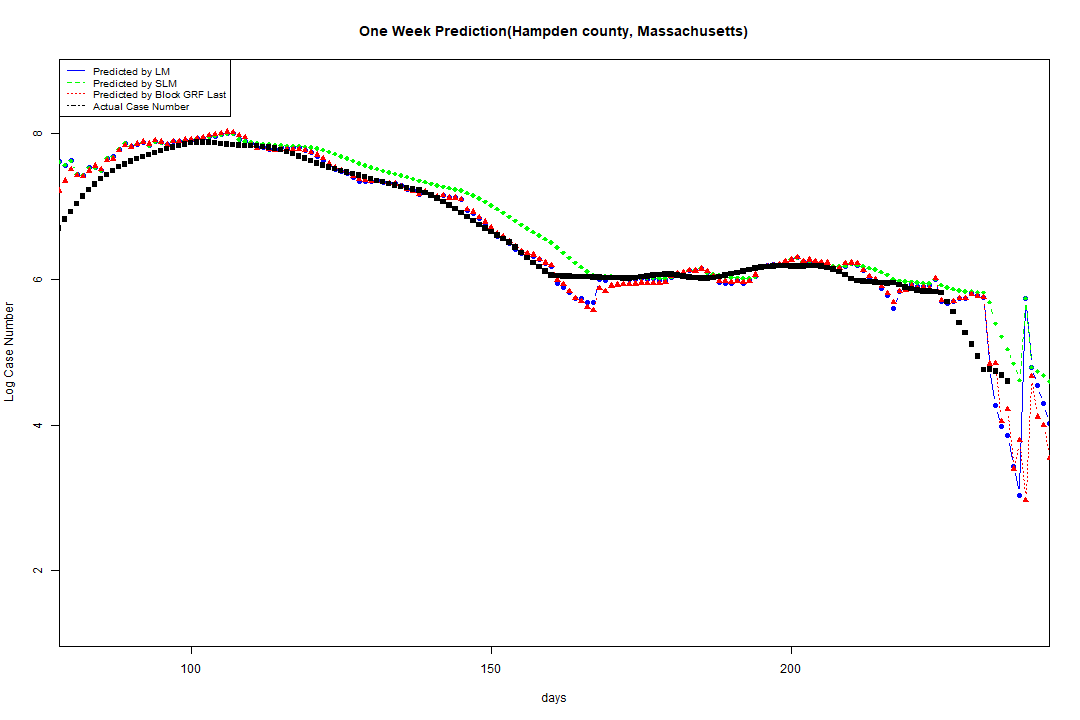 One Week Prediction(Hampden county, Massachusetts)
Predicted by LM
Predicted by SLM
Predicted by Block GRF Last
Actual Case Number
8
6
4
2
Log Case Number
100 150 200
days